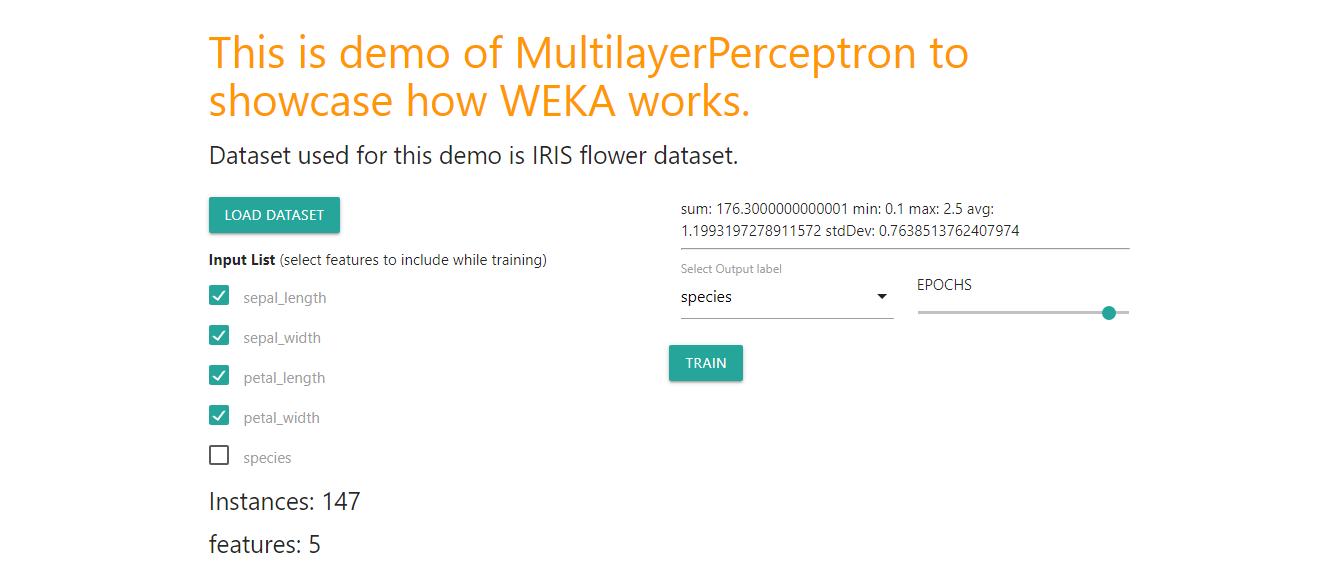 This is demo of MultilayerPerceptron to
showcase how WEKA works.
Dataset used for this demo is IRIS flower dataset.
LOAD DATASET
Input List (select features to include while training)
sepal_length
sepal_width
petal_length
petal_width
species
Instances: 147
features: 5
sum: 176.3000000000001 min: 0.1 max: 2.5 avg:
1.1993197278911572 stdDev: 0.7638513762407974
Select Output label
species
EPOCHS
TRAIN